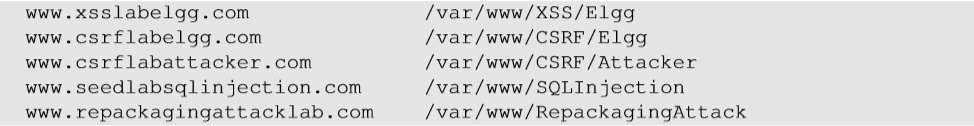 www.xsslabelgg.com /var/www/XSS/Elgg
www.csrflabelgg.com /var/www/CSRF/Elgg
www.csrflabattacker.com /var/www/CSRF/Attacker
www.seedlabsqlinjection.com /var/www/SQLInjection
www.repackagingattacklab.com /var/www/RepackagingAttack